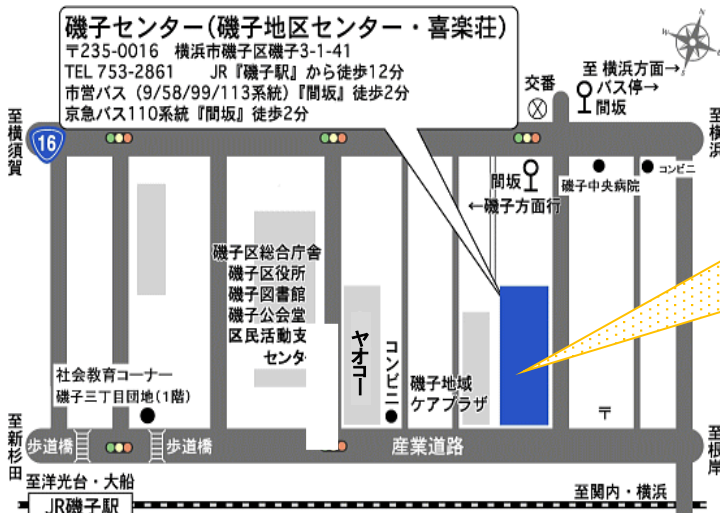 磯子センター(磯子地区センター・喜楽荘)
〒235-0016 横浜市磯子区磯子3-1-41
TEL 753-2861 JR『磯子駅』から徒歩12分
市営バス(9/58/99/113系統)『間坂』徒歩2分
京急バス110系統『間坂』徒歩2分
N
W
E
S
至 横浜方面→
バス停→
間坂
交番
至横須賀
16
至横浜
間坂
←磯子方面行
磯子中央病院
コンビニ
磯子区総合庁舎
磯子区役所
磯子図書館
磯子公会堂
区民活動支
センタ
ヤオコー
コンビニ
磯子地域
ケアプラザ
社会教育コーナー
磯子三丁目団地(1階)
〒
至新杉田
歩道橋
歩道橋
産業道路
至根岸
至洋光台・大船
JR磯子駅
至関内・横浜